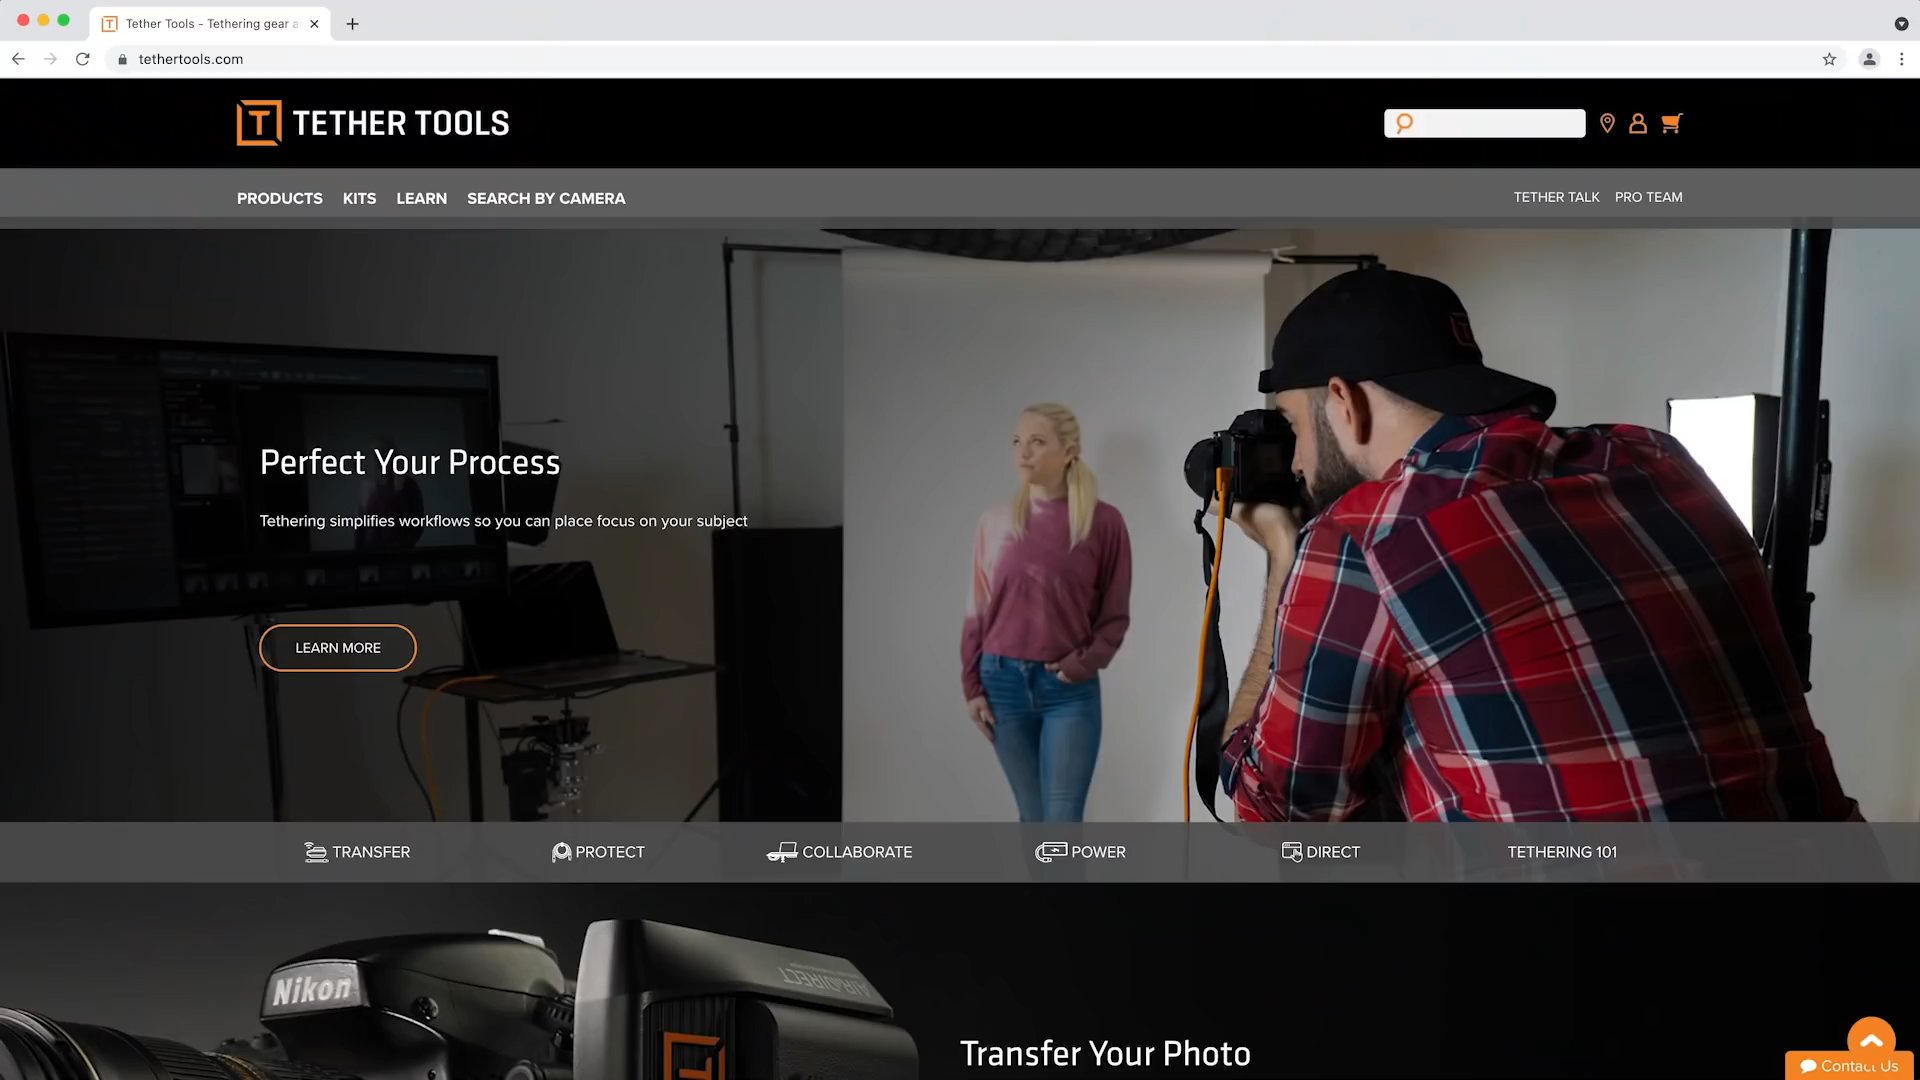 Tether Tools - Tethering gear a
tethertools.com
TETHER TOOLS
PRODUCTS KITS LEARN SEARCH BY CAMERA
TETHER TALK PRO TEAM
Perfect Your Process
Tethering simplifies workflows so you can place focus on your subject
LEARN MORE
TRANSFER PROTECT COLLABORATE POWER DIRECT TETHERING 101
AIRDIRECT
Nikon
Transfer Your Photo
Contact Us